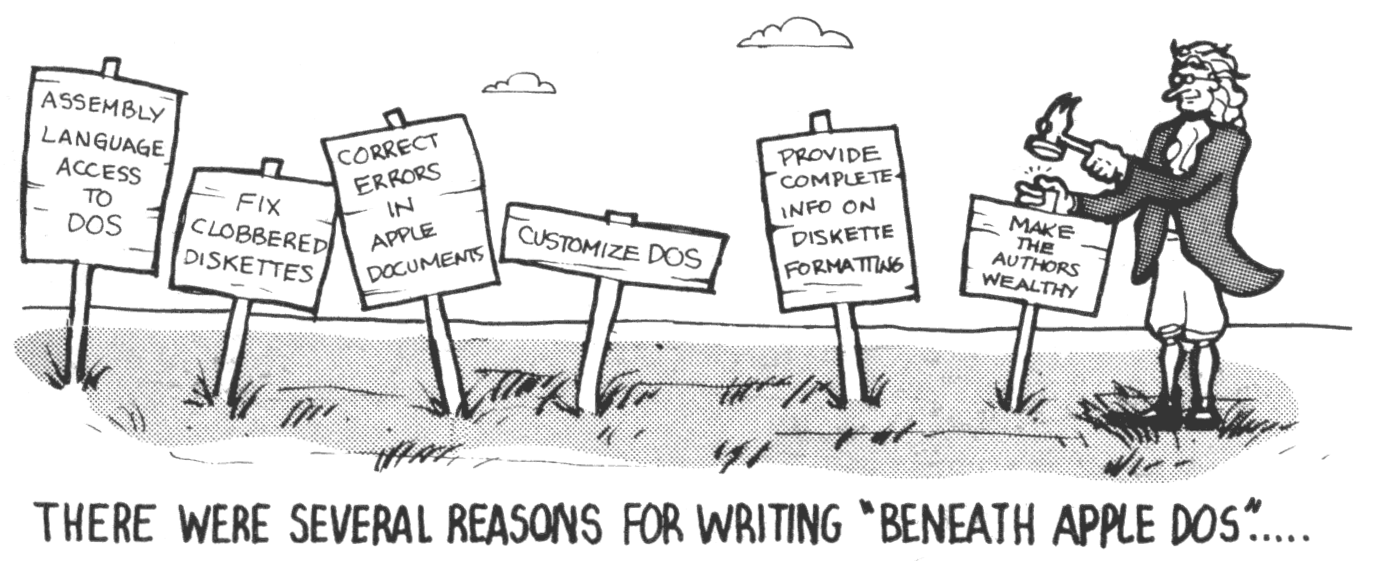 ASSEMBLY
LANGUAGE
ACCESS
TO
DOS
FIX
CLOBBERED
DISKETTES
CORRECT
ERRORS
IN
APPLE
DOCUMENTS
CUSTOMIZE DOS
PROVIDE
COMPLETE
INFO ON
DISKETTE
FORMATTING
MAKE
THE
AUTHORS
WEALTHY
THERE WERE SEVERAL REASONS FOR WRITING "BENEATH APPLE DOS".....